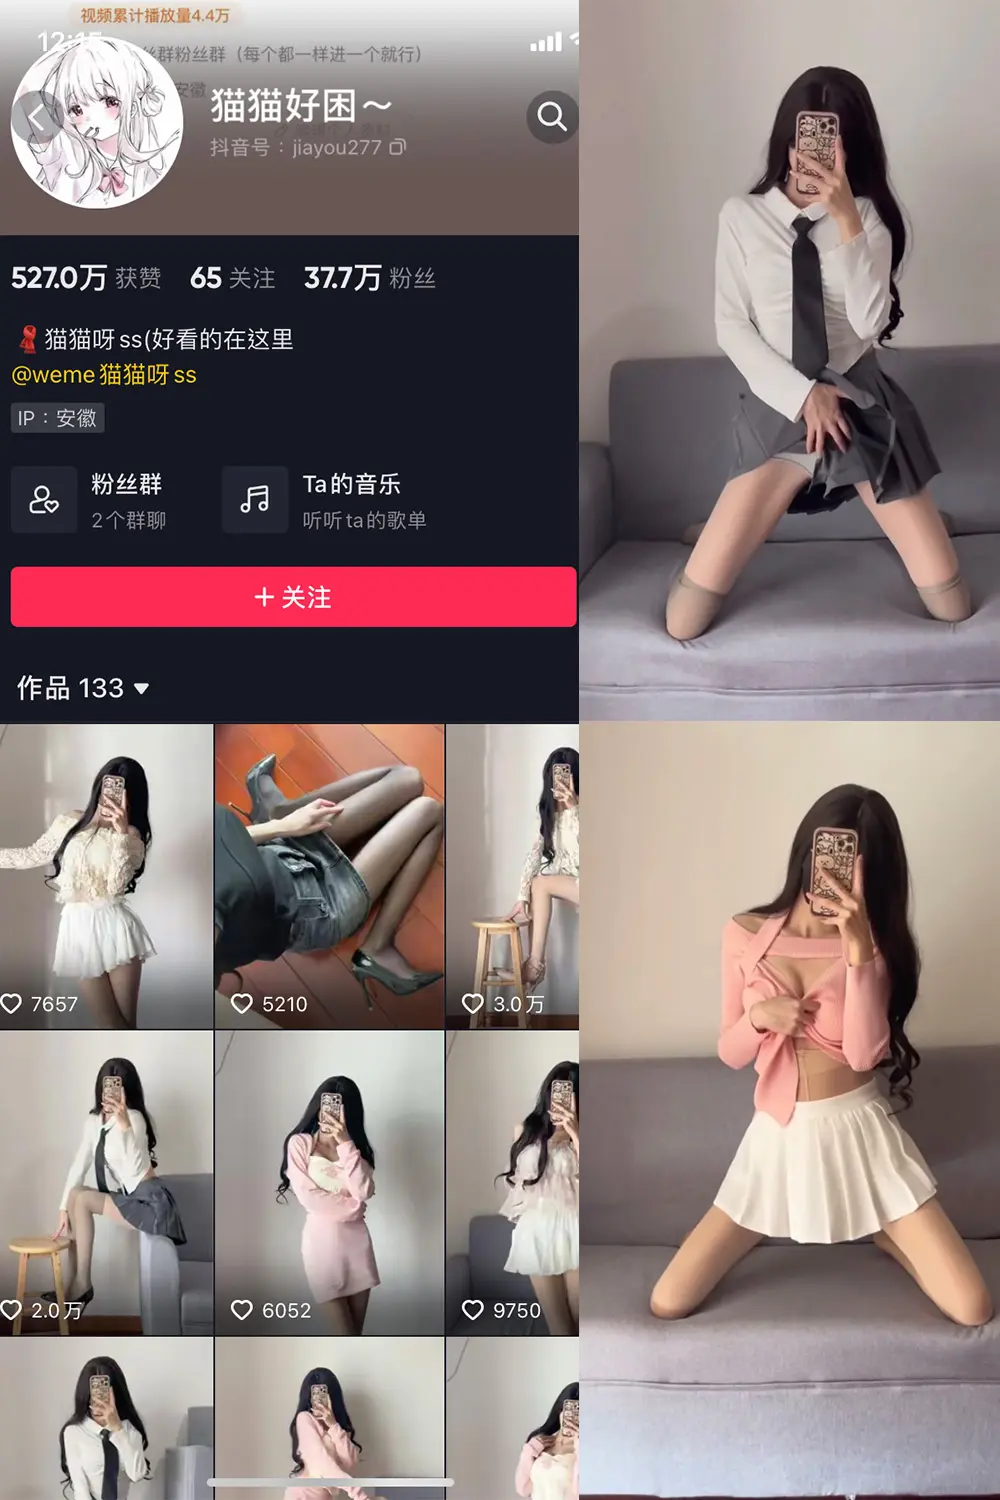 视频累计播放量4.4万
12:15
丝群粉丝群（每个都一样进一个就行）
安徽
猫猫好困～
抖音号：jiayou277
527.0万 获赞 65 关注 37.7万 粉丝
猫猫呀ss(好看的在这里
@weme猫猫呀ss
IP：安徽
粉丝群 Ta的音乐
2个群聊 听听ta的歌单
+ 关注
作品 133
7657 5210 3.0万
2.0万 6052 9750